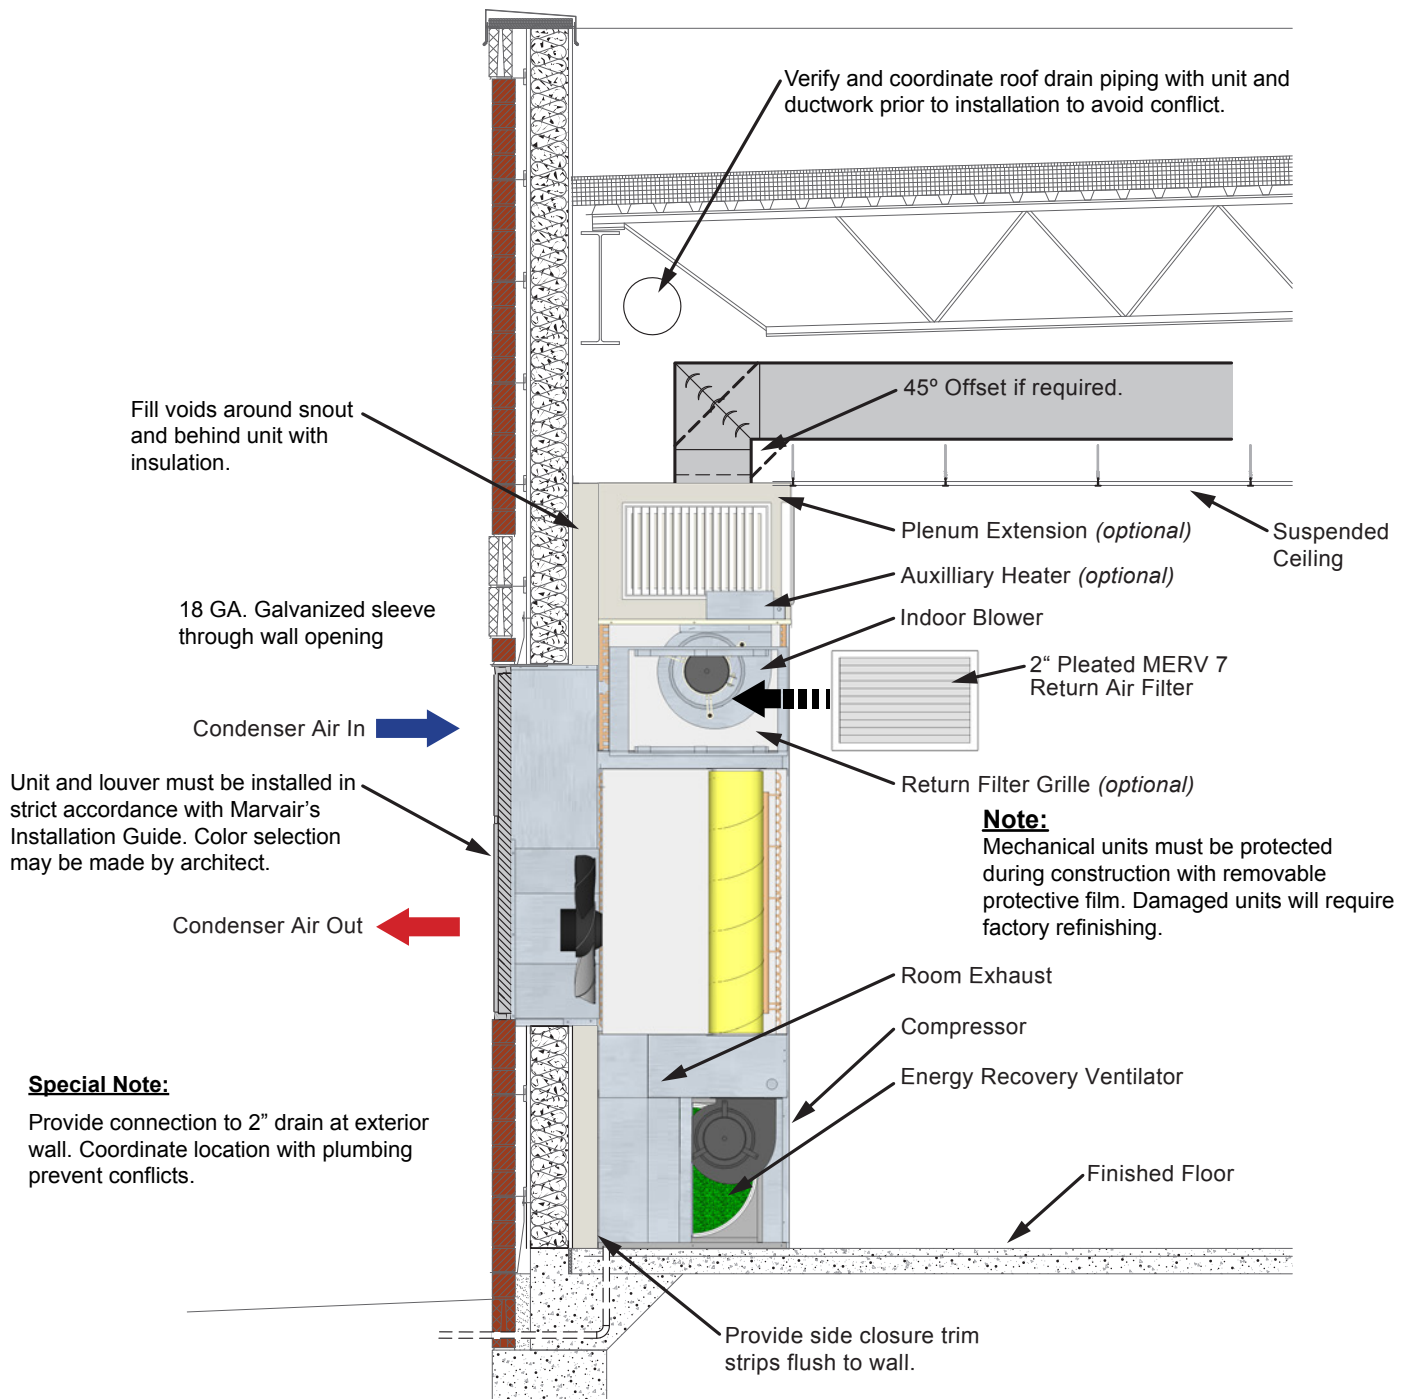 Verify and coordinate roof drain piping with unit and
ductwork prior to installation to avoid conflict.
45º Offset if required.
Fill voids around snout
and behind unit with
insulation.
Plenum Extension (optional)
Suspended
Ceiling
Auxilliary Heater (optional)
18 GA. Galvanized sleeve
through wall opening
Indoor Blower
2“ Pleated MERV 7
Return Air Filter
Condenser Air In
Unit and louver must be installed in
strict accordance with Marvair’s
Installation Guide. Color selection
may be made by architect.
Return Filter Grille (optional)
Note:
Mechanical units must be protected
during construction with removable
protective film. Damaged units will require
factory refinishing.
Condenser Air Out
Room Exhaust
Compressor
Energy Recovery Ventilator
Special Note:
Provide connection to 2” drain at exterior
wall. Coordinate location with plumbing
prevent conflicts.
Finished Floor
Provide side closure trim
strips flush to wall.